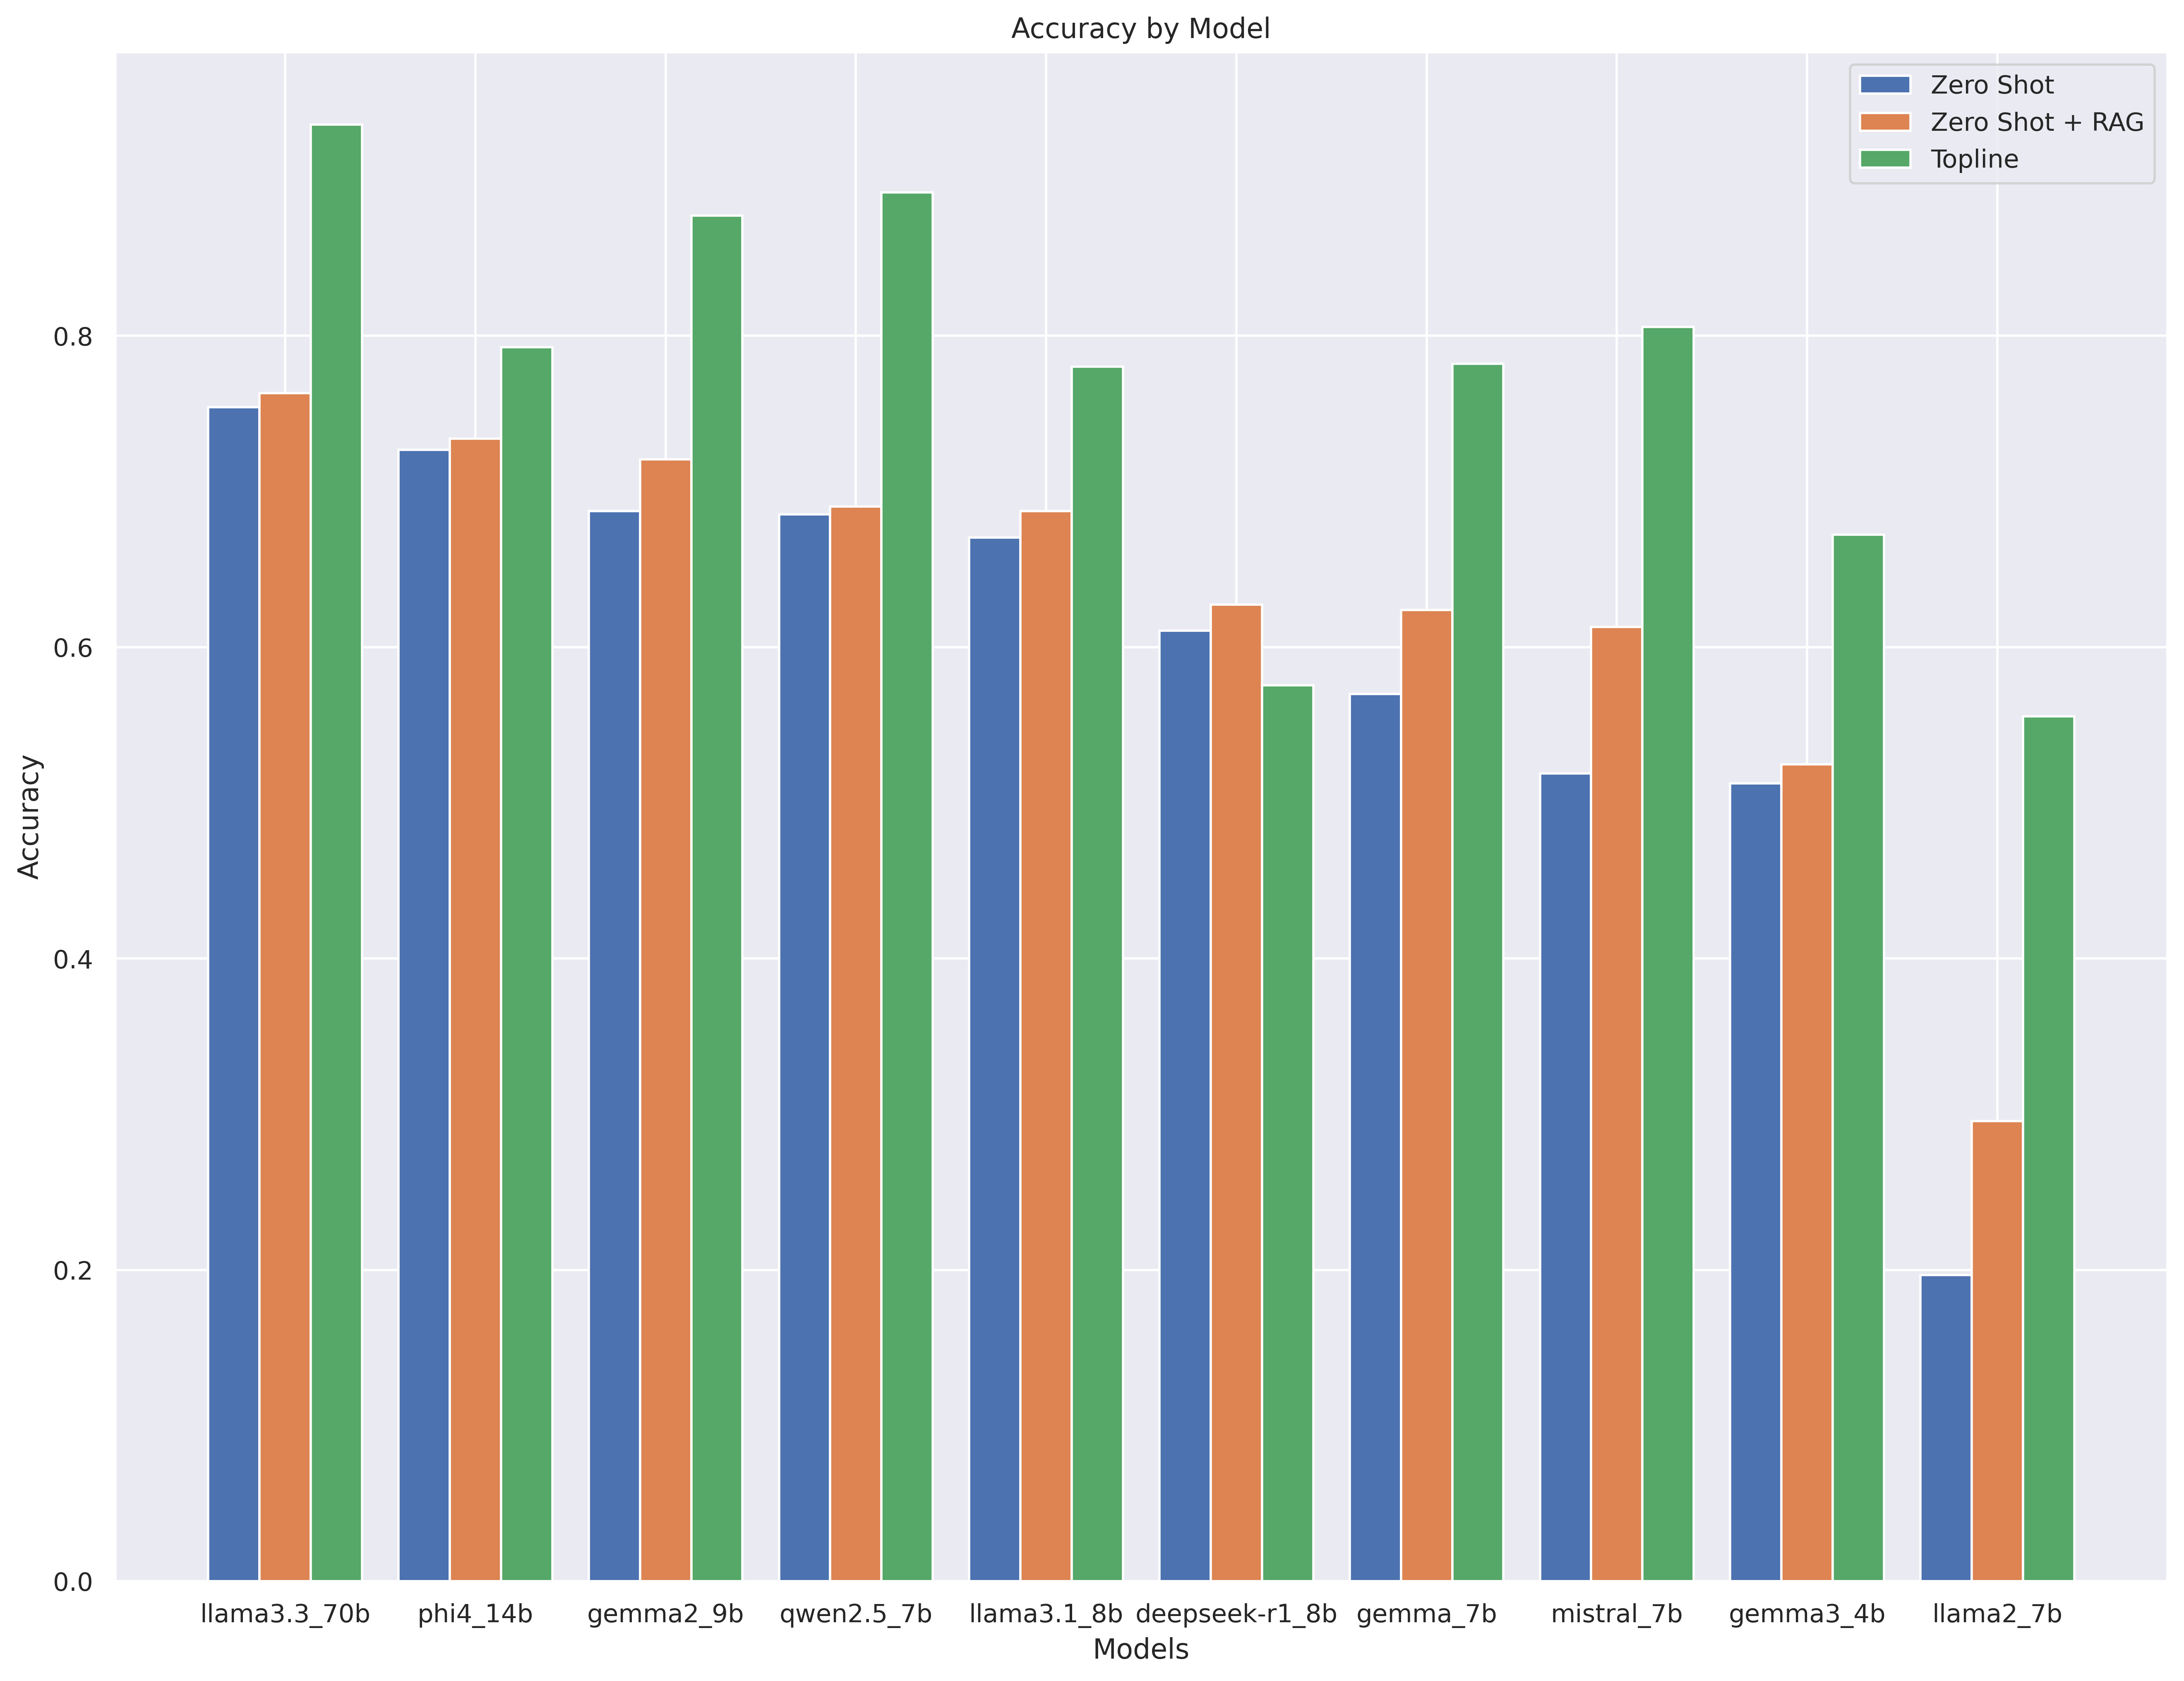 Accuracy by Model
Zero Shot
Zero Shot + RAG
Topline
Accuracy
0.8
0.6
0.4
0.2
0.0
llama3.3_70b phi4_14b gemma2_9b qwen2.5_7b llama3.1_8b deepseek-r1_8b gemma_7b mistral_7b gemma3_4b llama2_7b
Models